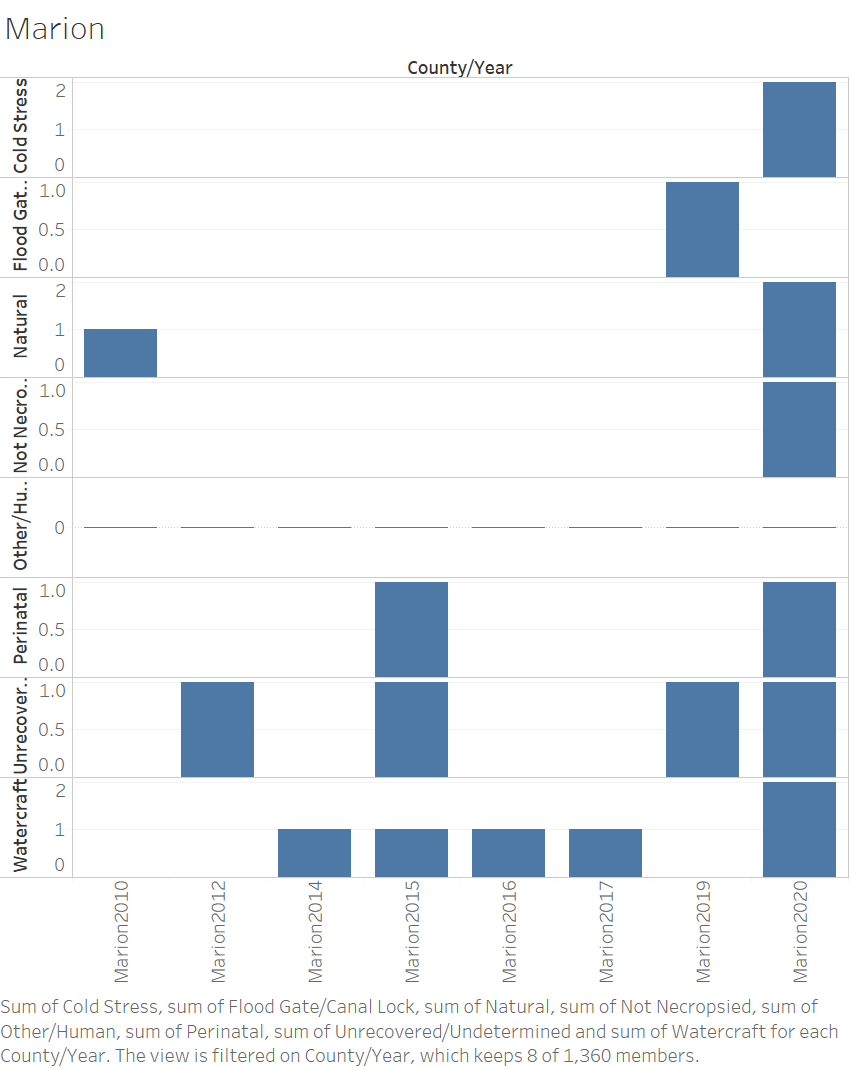 Marion
County/Year
Cold Stress
2
1
0
Flood Gat..
1.0
0.5
0.0
Natural
2
1
0
Not Necro..
1.0
0.5
0.0
Other/Hu..
0
Perinatal
1.0
0.5
0.0
Unrecover..
1.0
0.5
0.0
Watercraft
2
1
0
Marion2010
Marion2012
Marion2014
Marion2015
Marion2016
Marion2017
Marion2019
Marion2020
Sum of Cold Stress, sum of Flood Gate/Canal Lock, sum of Natural, sum of Not Necropsied, sum of
Other/Human, sum of Perinatal, sum of Unrecovered/Undetermined and sum of Watercraft for each
County/Year. The view is filtered on County/Year, which keeps 8 of 1,360 members.